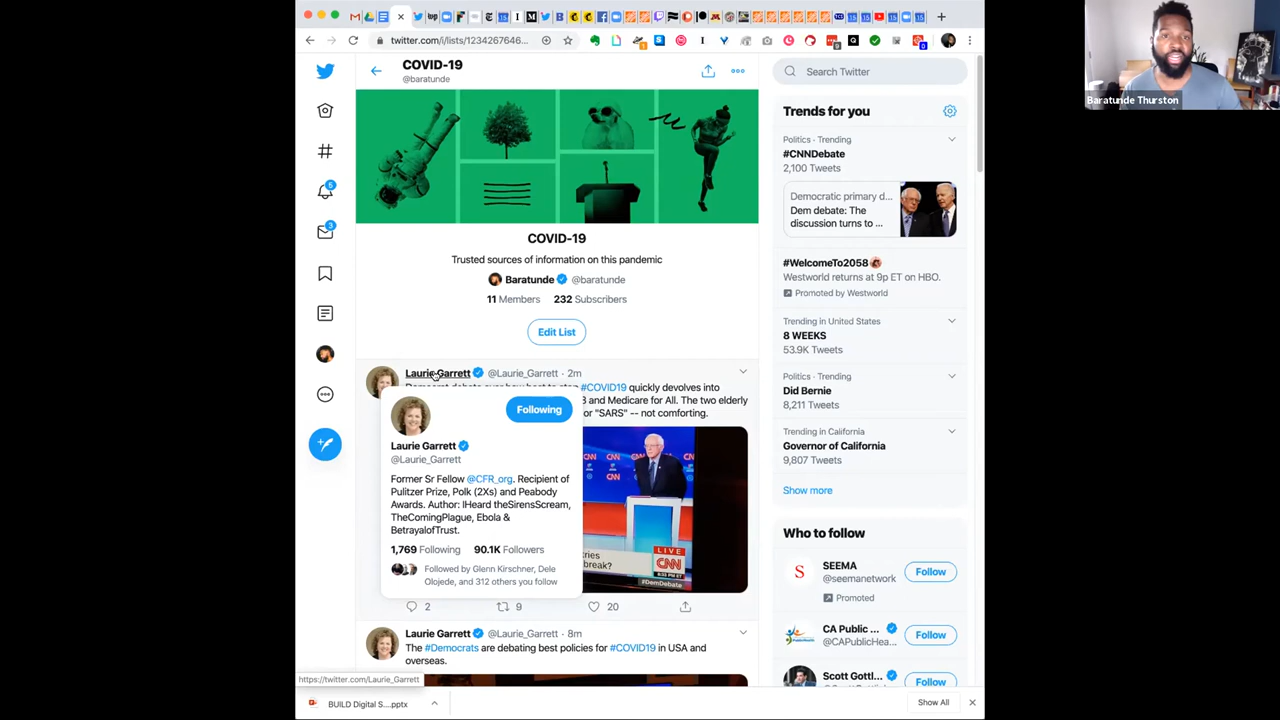 twitter.com/i/lists/1234267646...
COVID-19
@baratunde
COVID-19
Trusted sources of information on this pandemic
Baratunde @baratunde
11 Members 232 Subscribers
Edit List
Laurie Garrett @Laurie_Garrett · 2m
#COVID19 quickly devolves into
and Medicare for All. The two elderly
or "SARS" -- not comforting.
Following
Laurie Garrett
@Laurie_Garrett
Former Sr Fellow @CFR_org. Recipient of
Pulitzer Prize, Polk (2Xs) and Peabody
Awards. Author: IHeard theSirensScream,
TheComingPlague, Ebola &
BetrayalofTrust.
1,769 Following 90.1K Followers
Followed by Glenn Kirschner, Dele
Olojede, and 312 others you follow
CNN
CNN
tries
break?
LIVE
CNN
#DemDebate
2 9 20
Laurie Garrett @Laurie_Garrett · 8m
The #Democrats are debating best policies for #COVID19 in USA and
overseas.
https://twitter.com/Laurie_Garrett
BUILD Digital S....pptx
Show All
Search Twitter
Trends for you
Politics · Trending
#CNNDebate
2,100 Tweets
Democratic primary d...
Dem debate: The
discussion turns to ...
#WelcomeTo2058
Westworld returns at 9p ET on HBO.
Promoted by Westworld
Trending in United States
8 WEEKS
53.9K Tweets
Politics · Trending
Did Bernie
8,211 Tweets
Trending in California
Governor of California
9,807 Tweets
Show more
Who to follow
SEEMA
@seemanetwork
Follow
Promoted
CA Public ...
@CAPublicHea...
Follow
Scott Gottl...
Follow
Baratunde Thurston